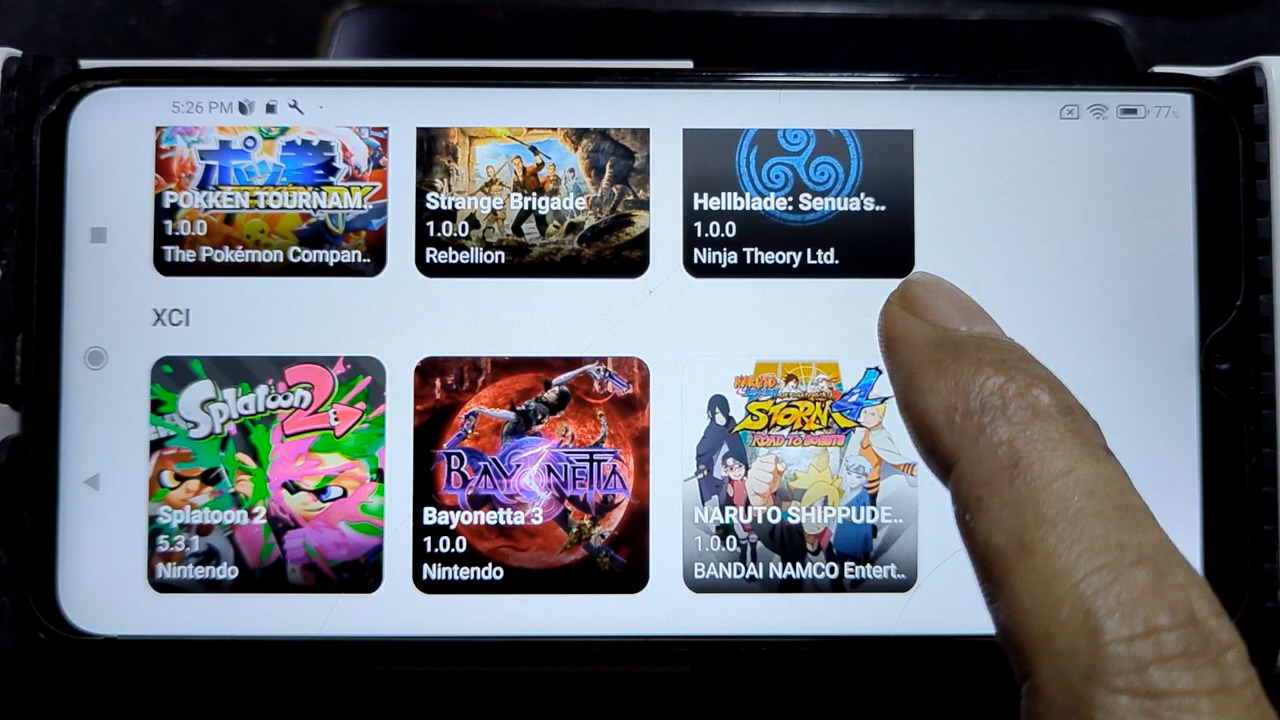 5:26 PM
77%
POKKÉN TOURNAM..
1.0.0
The Pokémon Compan..
Strange Brigade
1.0.0
Rebellion
Hellblade: Senua's..
1.0.0
Ninja Theory Ltd.
XCI
Splatoon 2
Splatoon 2
5.3.1
Nintendo
BAYONETTA
Bayonetta 3
1.0.0
Nintendo
NARUTO
STORM 4
ROAD TO BORUTO
NARUTO SHIPPUDE..
1.0.0
BANDAI NAMCO Entert..